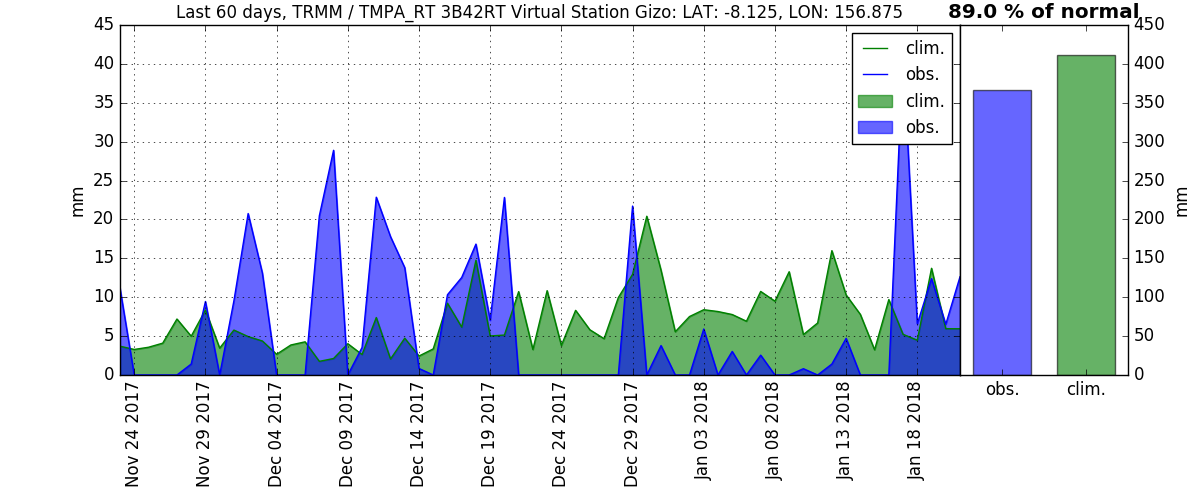 Last 60 days, TRMM / TMPA_RT 3B42RT Virtual Station Gizo: LAT: -8.125, LON: 156.875
89.0 % of normal
45
40
35
30
25
20
15
10
5
0
mm
clim.
obs.
clim.
obs.
450
400
350
300
250
200
150
100
50
0
mm
Nov 24 2017
Nov 29 2017
Dec 04 2017
Dec 09 2017
Dec 14 2017
Dec 19 2017
Dec 24 2017
Dec 29 2017
Jan 03 2018
Jan 08 2018
Jan 13 2018
Jan 18 2018
obs.
clim.